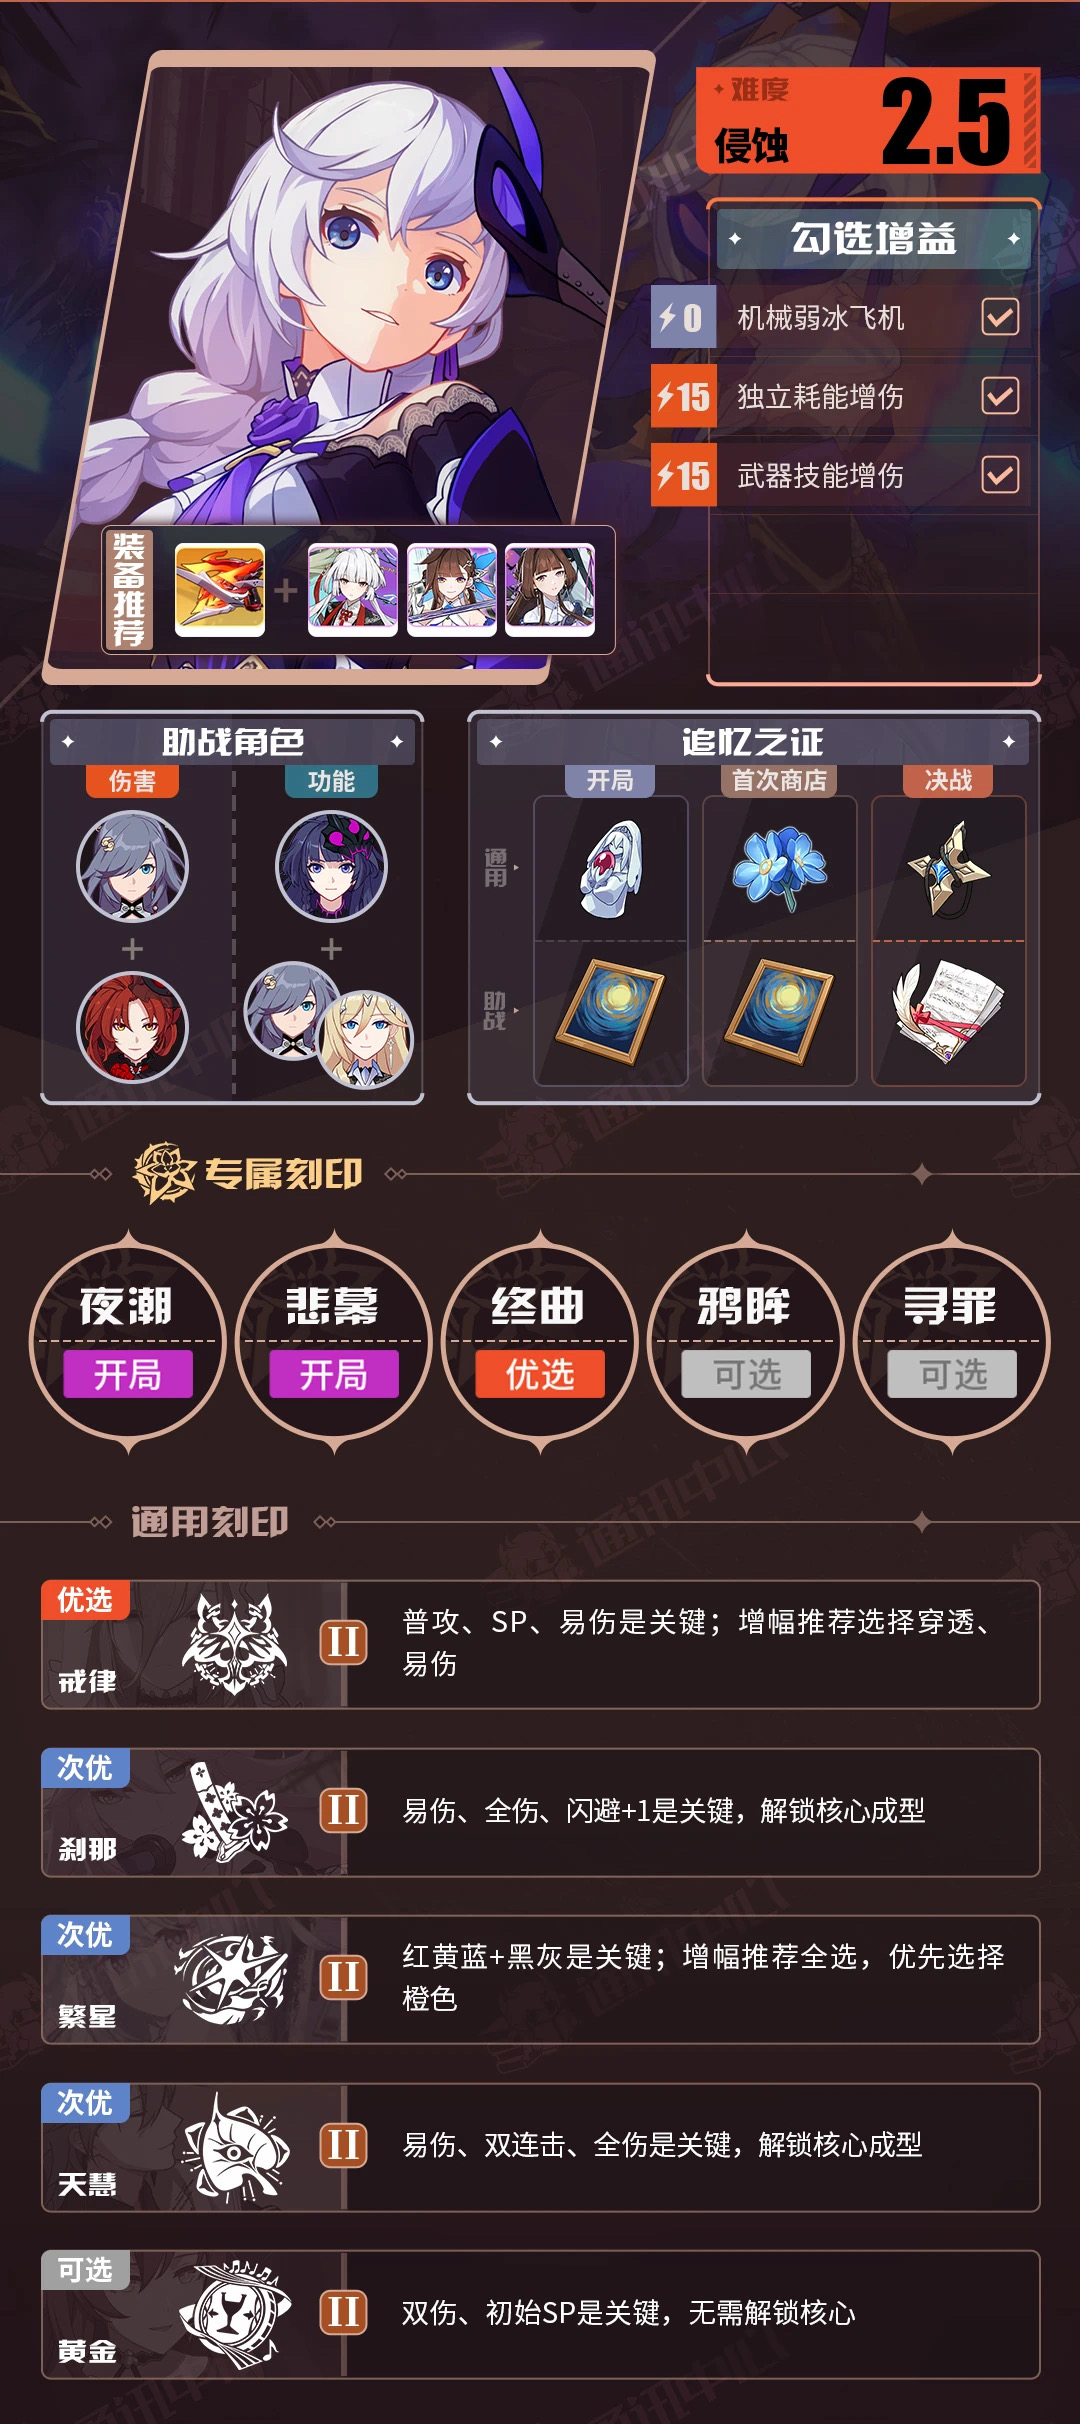 难度
侵蚀
2.5
勾选增益
0
机械弱冰飞机
15
独立耗能增伤
15
武器技能增伤
装备推荐
+
助战角色
伤害
功能
+
+
追忆之证
开局
首次商店
决战
通用
助战
专属刻印
夜潮
悲幕
终曲
鸦眸
寻罪
开局
开局
优选
可选
可选
通用刻印
优选
戒律
II
普攻、SP、易伤是关键；增幅推荐选择穿透、
易伤
次优
刹那
II
易伤、全伤、闪避+1是关键，解锁核心成型
次优
繁星
II
红黄蓝+黑灰是关键；增幅推荐全选，优先选择
橙色
次优
天慧
II
易伤、双连击、全伤是关键，解锁核心成型
可选
黄金
II
双伤、初始SP是关键，无需解锁核心
通讯中心